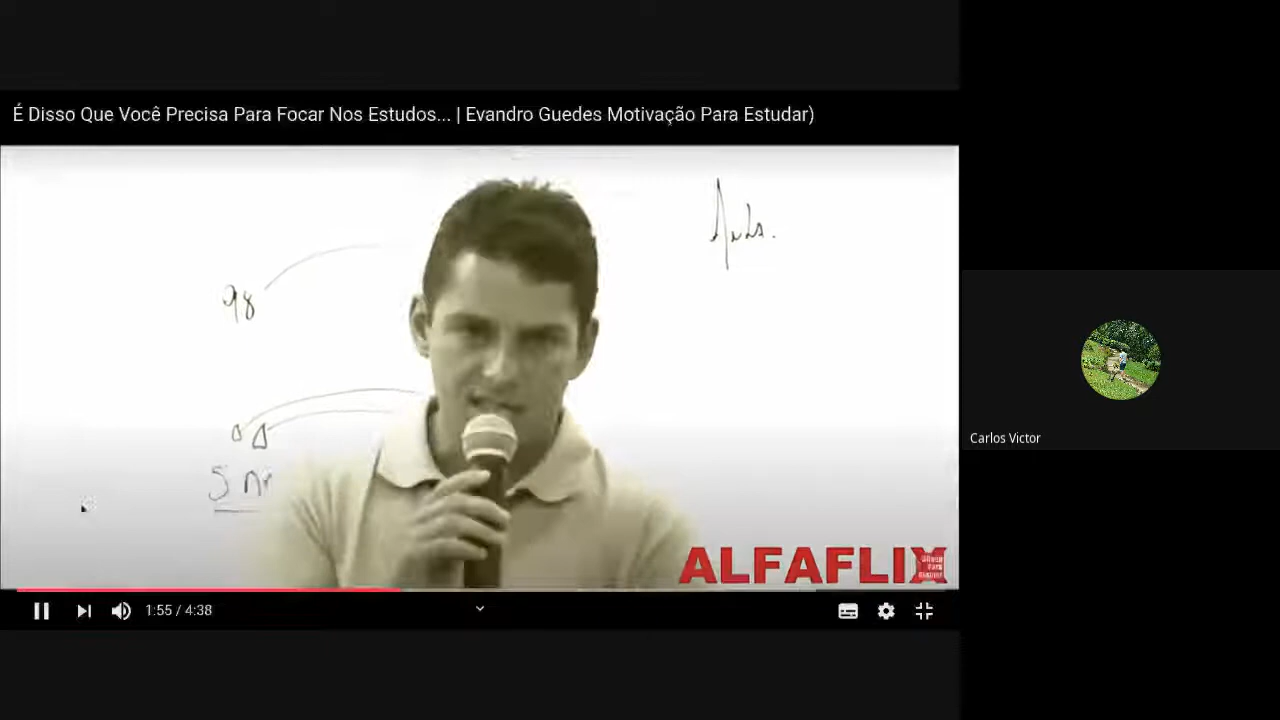 É Disso Que Você Precisa Para Focar Nos Estudos... | Evandro Guedes Motivação Para Estudar)
98
ALFAFLIX
1:55 / 4:38
Carlos Victor